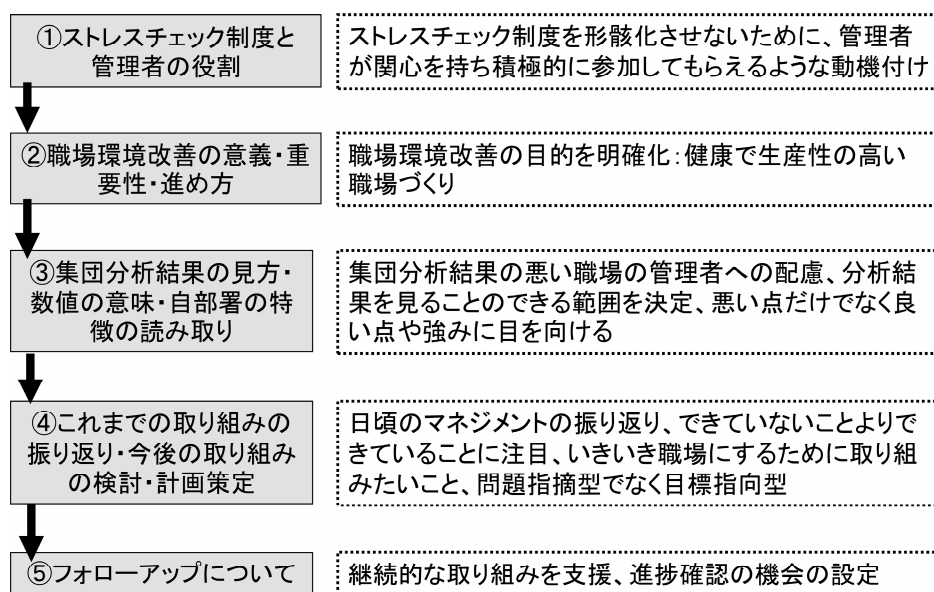 ①ストレスチェック制度と
管理者の役割
ストレスチェック制度を形骸化させないために、管理者
が関心を持ち積極的に参加してもらえるような動機付け
②職場環境改善の意義・重
要性・進め方
職場環境改善の目的を明確化：健康で生産性の高い
職場づくり
③集団分析結果の見方・
数値の意味・自部署の特
徴の読み取り
集団分析結果の悪い職場の管理者への配慮、分析結
果を見ることのできる範囲を決定、悪い点だけでなく良
い点や強みに目を向ける
④これまでの取り組みの
振り返り・今後の取り組み
の検討・計画策定
日頃のマネジメントの振り返り、できていないことよりで
きていることに注目、いきいき職場にするために取り組
みたいこと、問題指摘型でなく目標指向型
⑤フォローアップについて
継続的な取り組みを支援、進捗確認の機会の設定